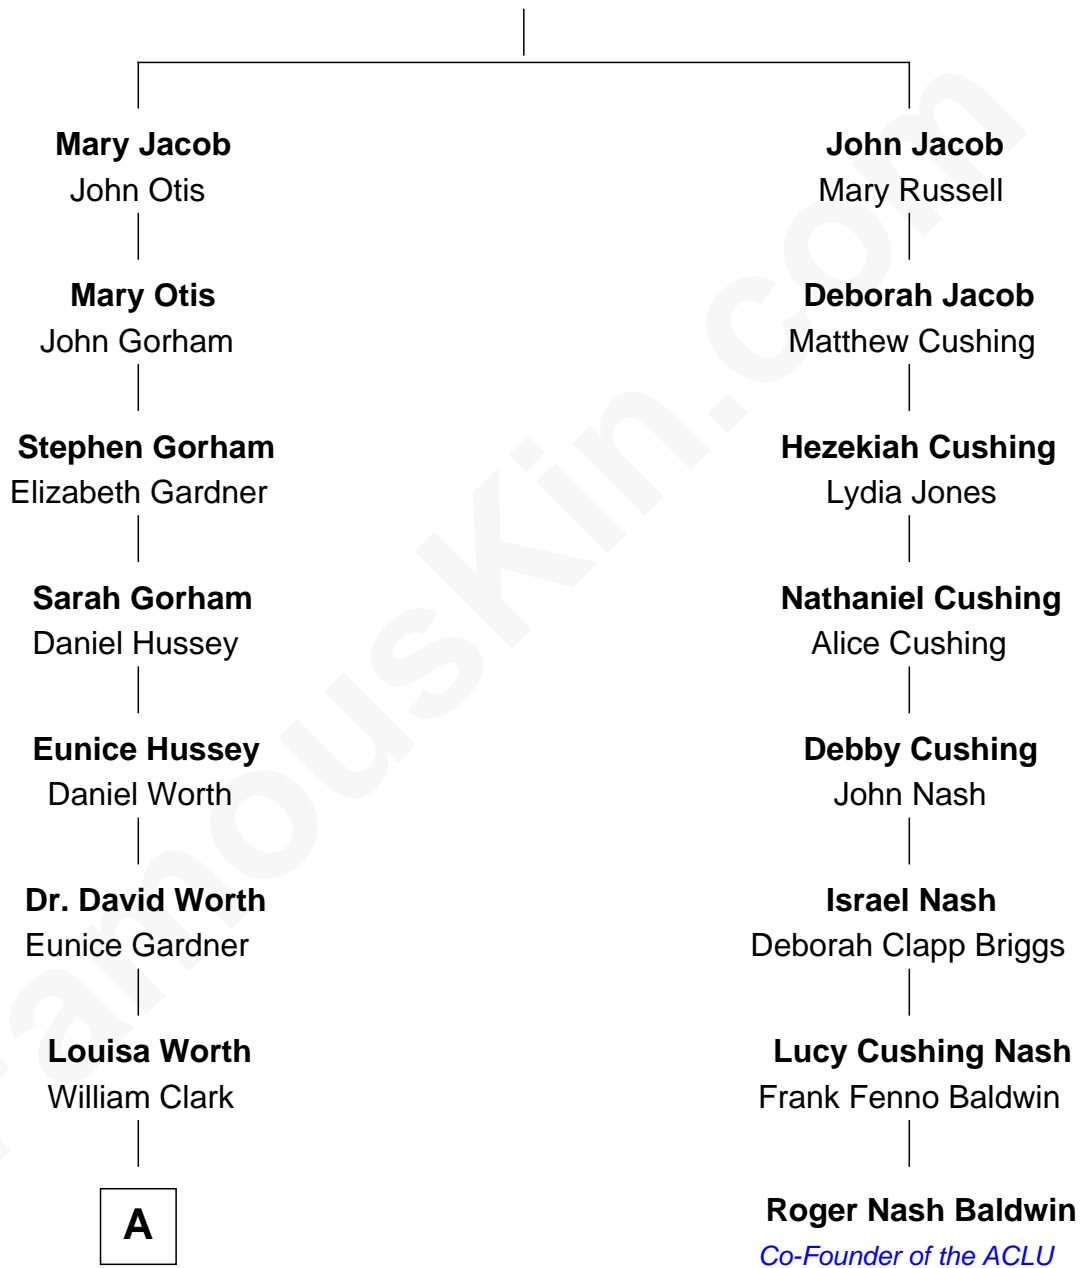 Mary Jacob
John Otis
John Jacob
Mary Russell
Mary Otis
John Gorham
Deborah Jacob
Matthew Cushing
Stephen Gorham
Elizabeth Gardner
Hezekiah Cushing
Lydia Jones
Sarah Gorham
Daniel Hussey
Nathaniel Cushing
Alice Cushing
Eunice Hussey
Daniel Worth
Debby Cushing
John Nash
Dr. David Worth
Eunice Gardner
Israel Nash
Deborah Clapp Briggs
Louisa Worth
William Clark
Lucy Cushing Nash
Frank Fenno Baldwin
A
Roger Nash Baldwin
Co-Founder of the ACLU
FamousKin.com